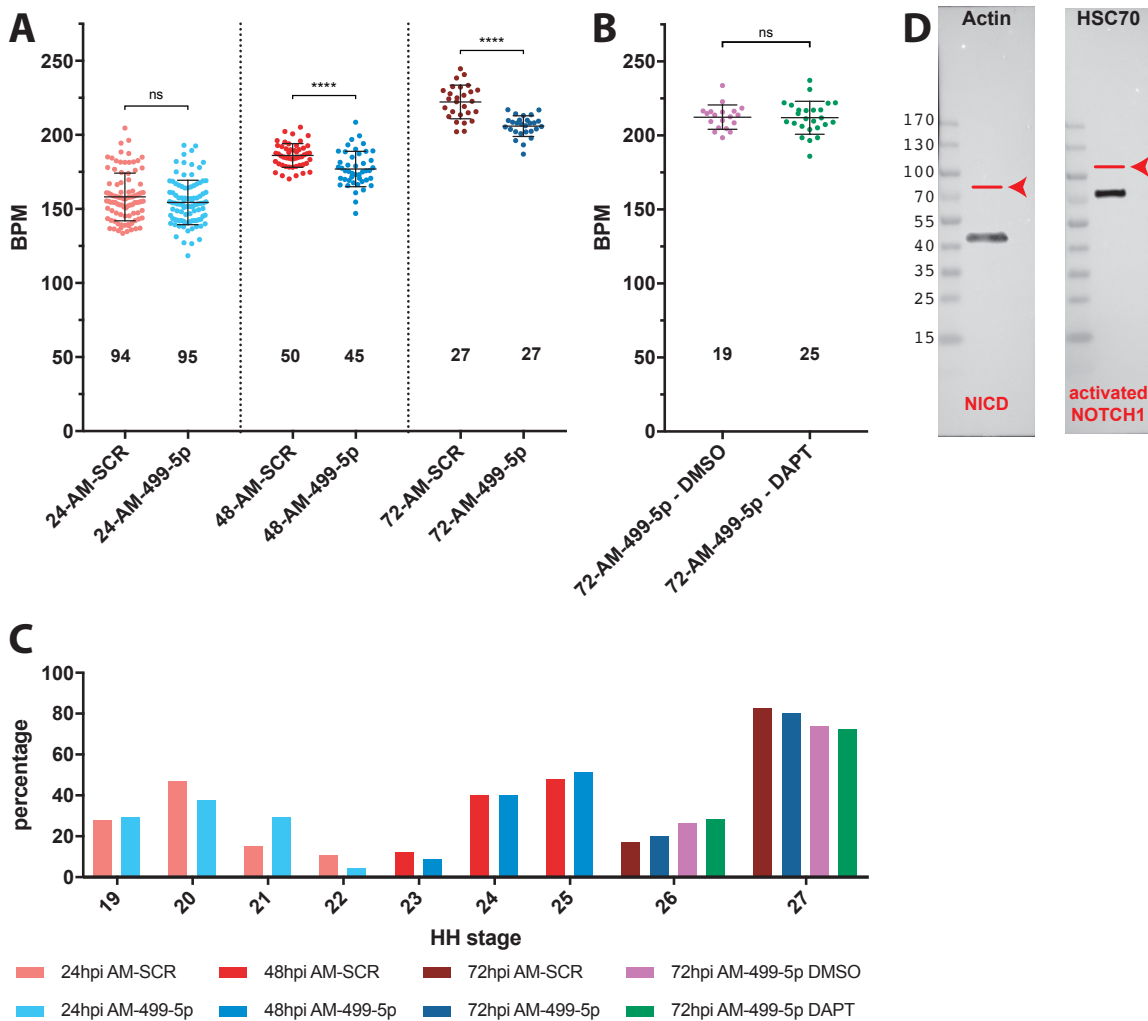 A
BPM
250
200
150
100
50
0
ns
****
****
94
95
50
45
27
27
24-AM-SCR
24-AM-499-5p
48-AM-SCR
48-AM-499-5p
72-AM-SCR
72-AM-499-5p
B
BPM
250
200
150
100
50
0
ns
19
25
72-AM-499-5p - DMSO
72-AM-499-5p - DAPT
D
Actin
HSC70
170
130
100
70
55
40
35
25
15
NICD
activated
NOTCH1
C
percentage
100
80
60
40
20
0
19
20
21
22
23
24
25
26
27
HH stage
24hpi AM-SCR
48hpi AM-SCR
72hpi AM-SCR
72hpi AM-499-5p DMSO
24hpi AM-499-5p
48hpi AM-499-5p
72hpi AM-499-5p
72hpi AM-499-5p DAPT